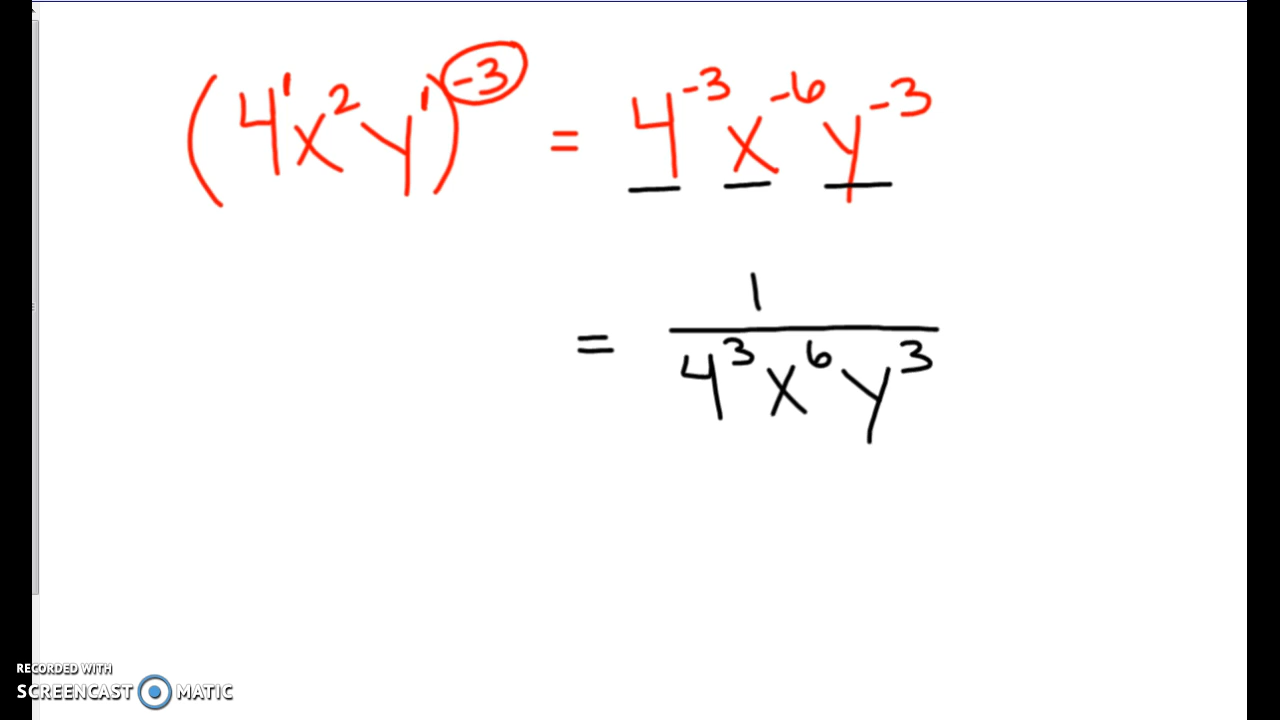 (4¹x²y¹)⁻³ = 4⁻³x⁻⁶y⁻³
= 1/(4³x⁶y³)
RECORDED WITH
SCREENCAST MATIC